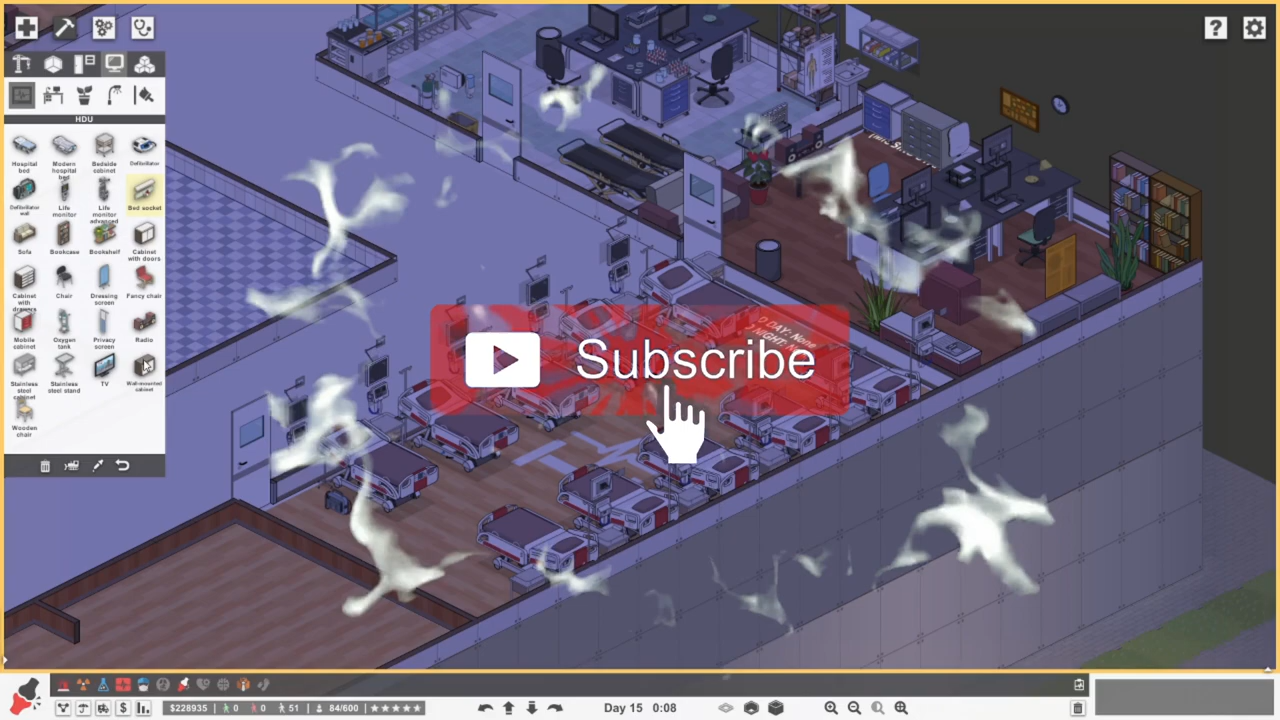 ?
HDU
Hospital bed
Modern hospital bed
Bedside cabinet
Defibrillator
Defibrillator wall
Life monitor
Life monitor advanced
Bed socket
Sofa
Bookcase
Bookshelf
Cabinet with doors
Cabinet with drawers
Chair
Dressing screen
Fancy chair
Mobile cabinet
Oxygen tank
Privacy screen
Radio
Stainless steel cabinet
Stainless steel stand
TV
Wall-mounted cabinet
Wooden chair
DAY: None
NIGHT:
Subscribe
$228935 0 0 51 84/600
Day 15 0:08